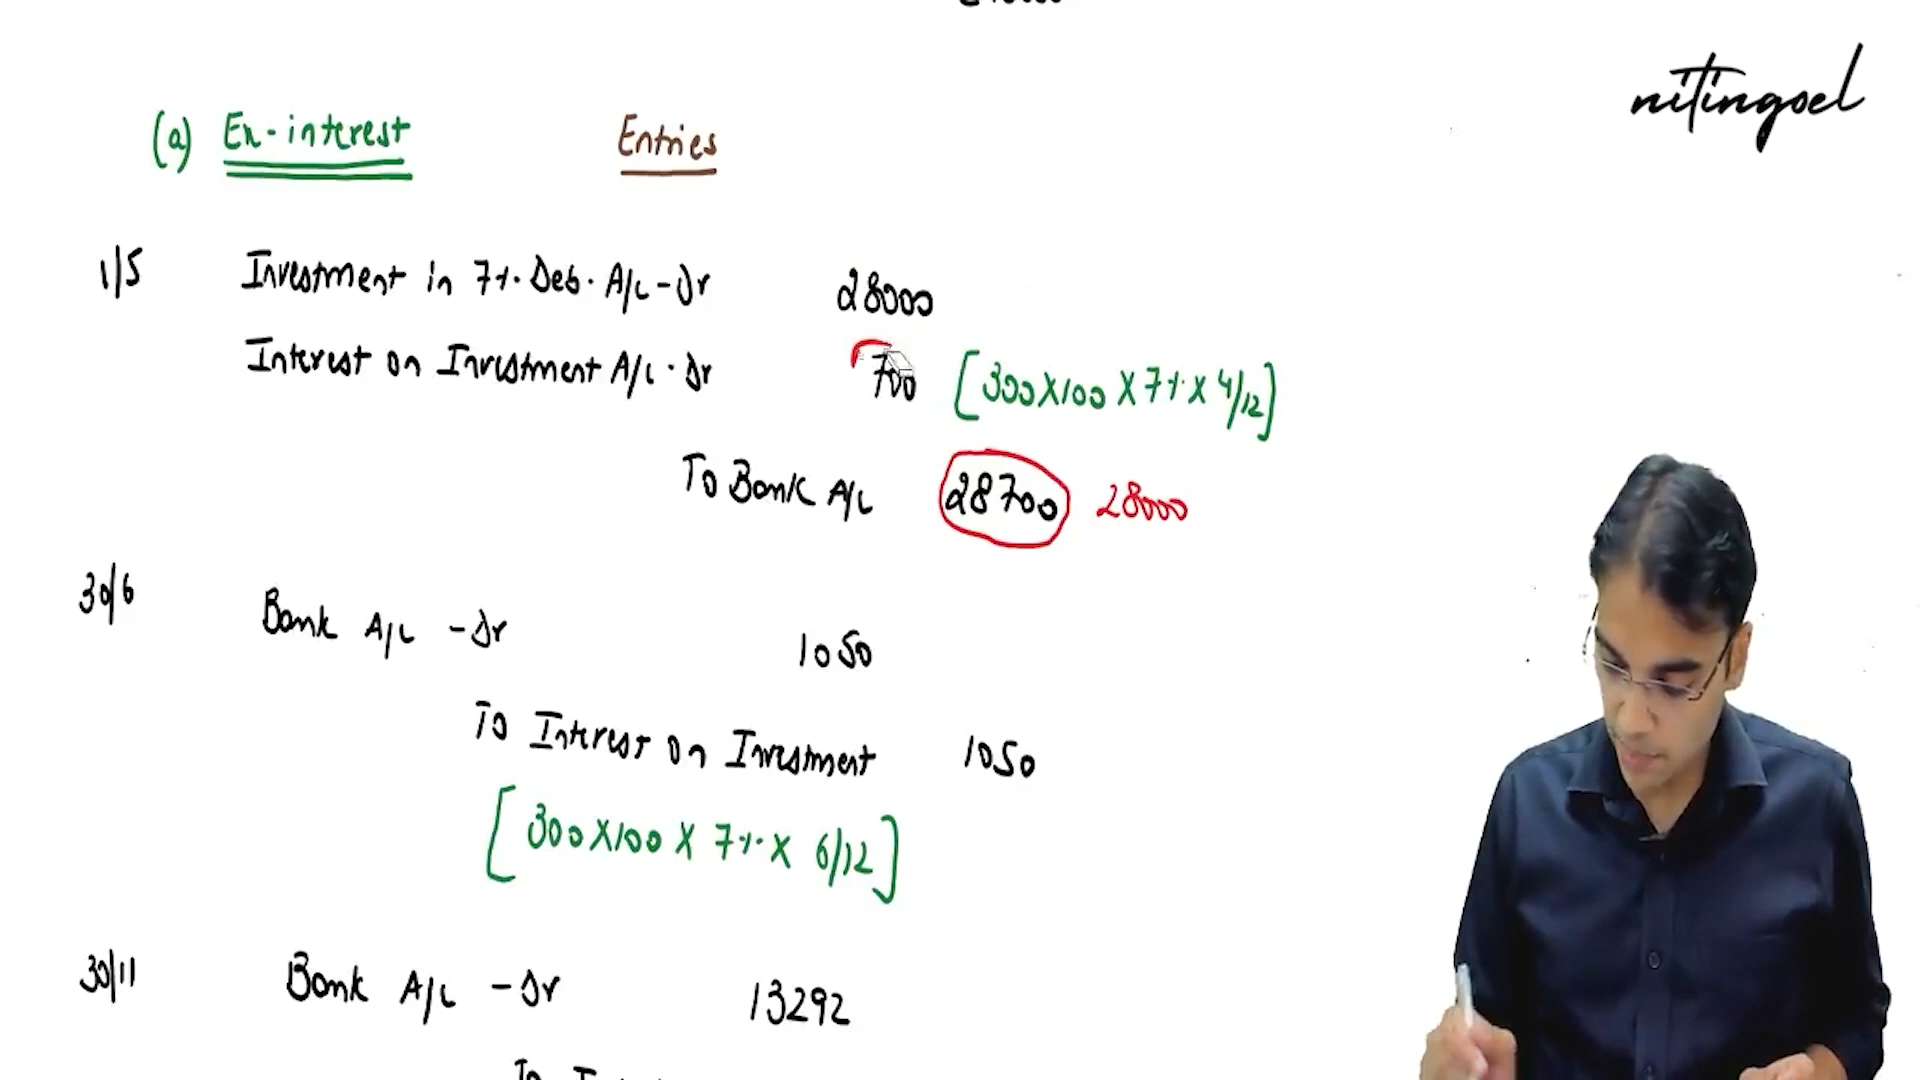 nitingoel
(a) Ex-interest Entries
1/5 Investment in 7%. Deb. A/c - Dr 28000
Interest on Investment A/c. Dr 700 [300 X 100 X 7% X 4/12]
To Bank A/c 28700 28000
30/6 Bank A/c - Dr 1050
To Interest on Investment 1050
[300 X 100 X 7% X 6/12]
30/11 Bank A/c - Dr 13292
To